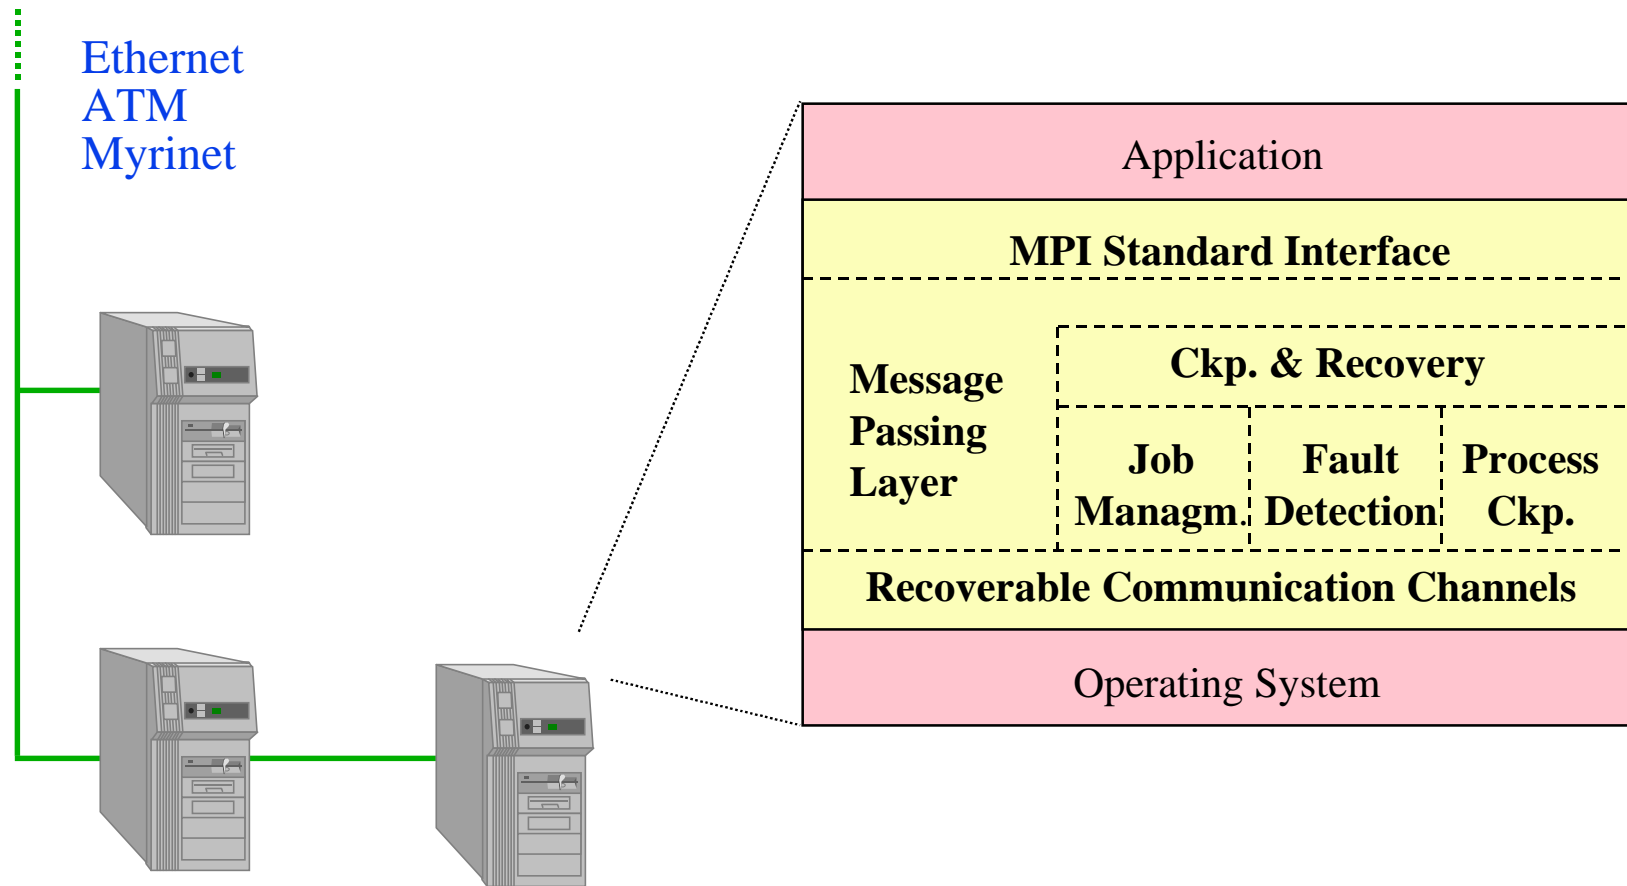 Ethernet
ATM
Myrinet
Application
MPI Standard Interface
Message
Passing
Layer
Ckp. & Recovery
Job
Managm.
Fault
Detection
Process
Ckp.
Recoverable Communication Channels
Operating System